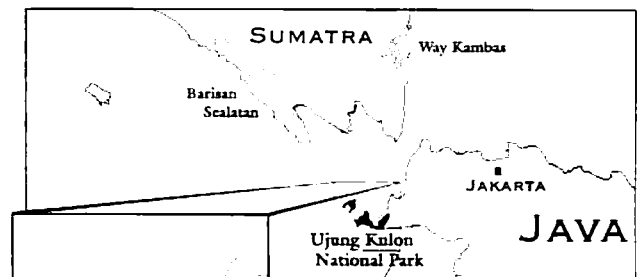 SUMATRA
Way Kambas
Barisan
Sealatan
JAKARTA
JAVA
Ujung Kulon
National Park